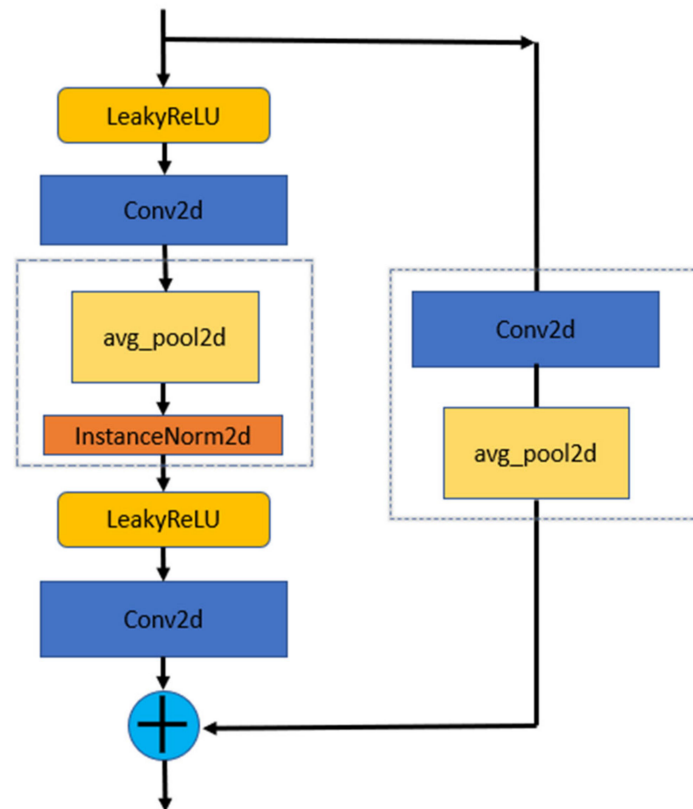 LeakyReLU
Conv2d
avg_pool2d
InstanceNorm2d
LeakyReLU
Conv2d
Conv2d
avg_pool2d